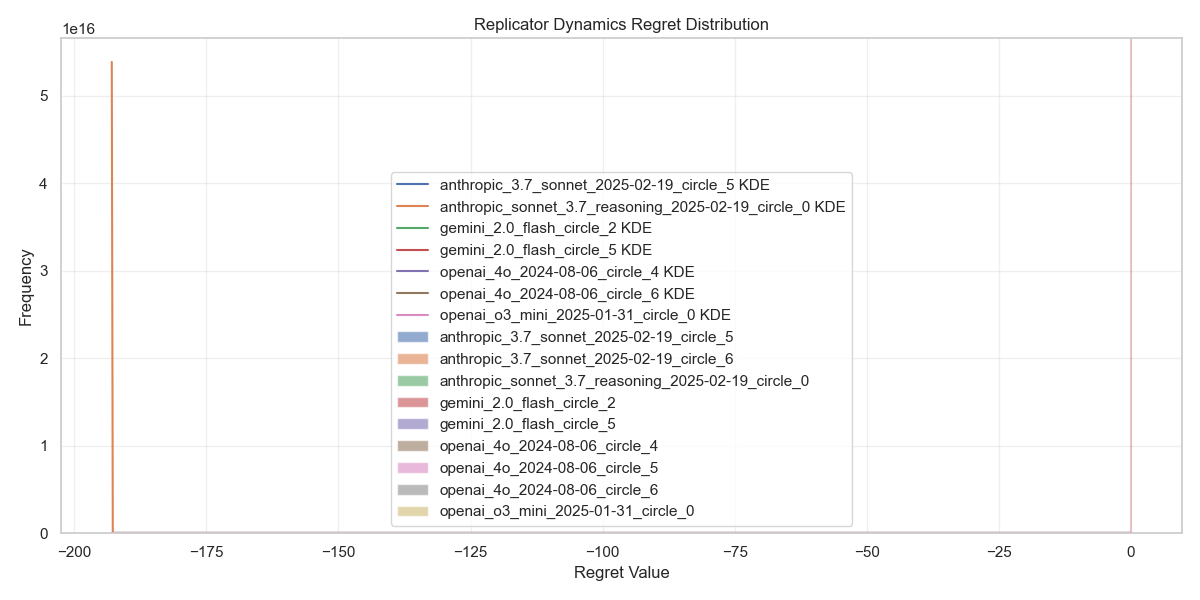 Replicator Dynamics Regret Distribution
1e16
5
4
3
2
1
0
Frequency
anthropic_3.7_sonnet_2025-02-19_circle_5 KDE
anthropic_sonnet_3.7_reasoning_2025-02-19_circle_0 KDE
gemini_2.0_flash_circle_2 KDE
gemini_2.0_flash_circle_5 KDE
openai_4o_2024-08-06_circle_4 KDE
openai_4o_2024-08-06_circle_6 KDE
openai_o3_mini_2025-01-31_circle_0 KDE
anthropic_3.7_sonnet_2025-02-19_circle_5
anthropic_3.7_sonnet_2025-02-19_circle_6
anthropic_sonnet_3.7_reasoning_2025-02-19_circle_0
gemini_2.0_flash_circle_2
gemini_2.0_flash_circle_5
openai_4o_2024-08-06_circle_4
openai_4o_2024-08-06_circle_5
openai_4o_2024-08-06_circle_6
openai_o3_mini_2025-01-31_circle_0
−200 −175 −150 −125 −100 −75 −50 −25 0
Regret Value